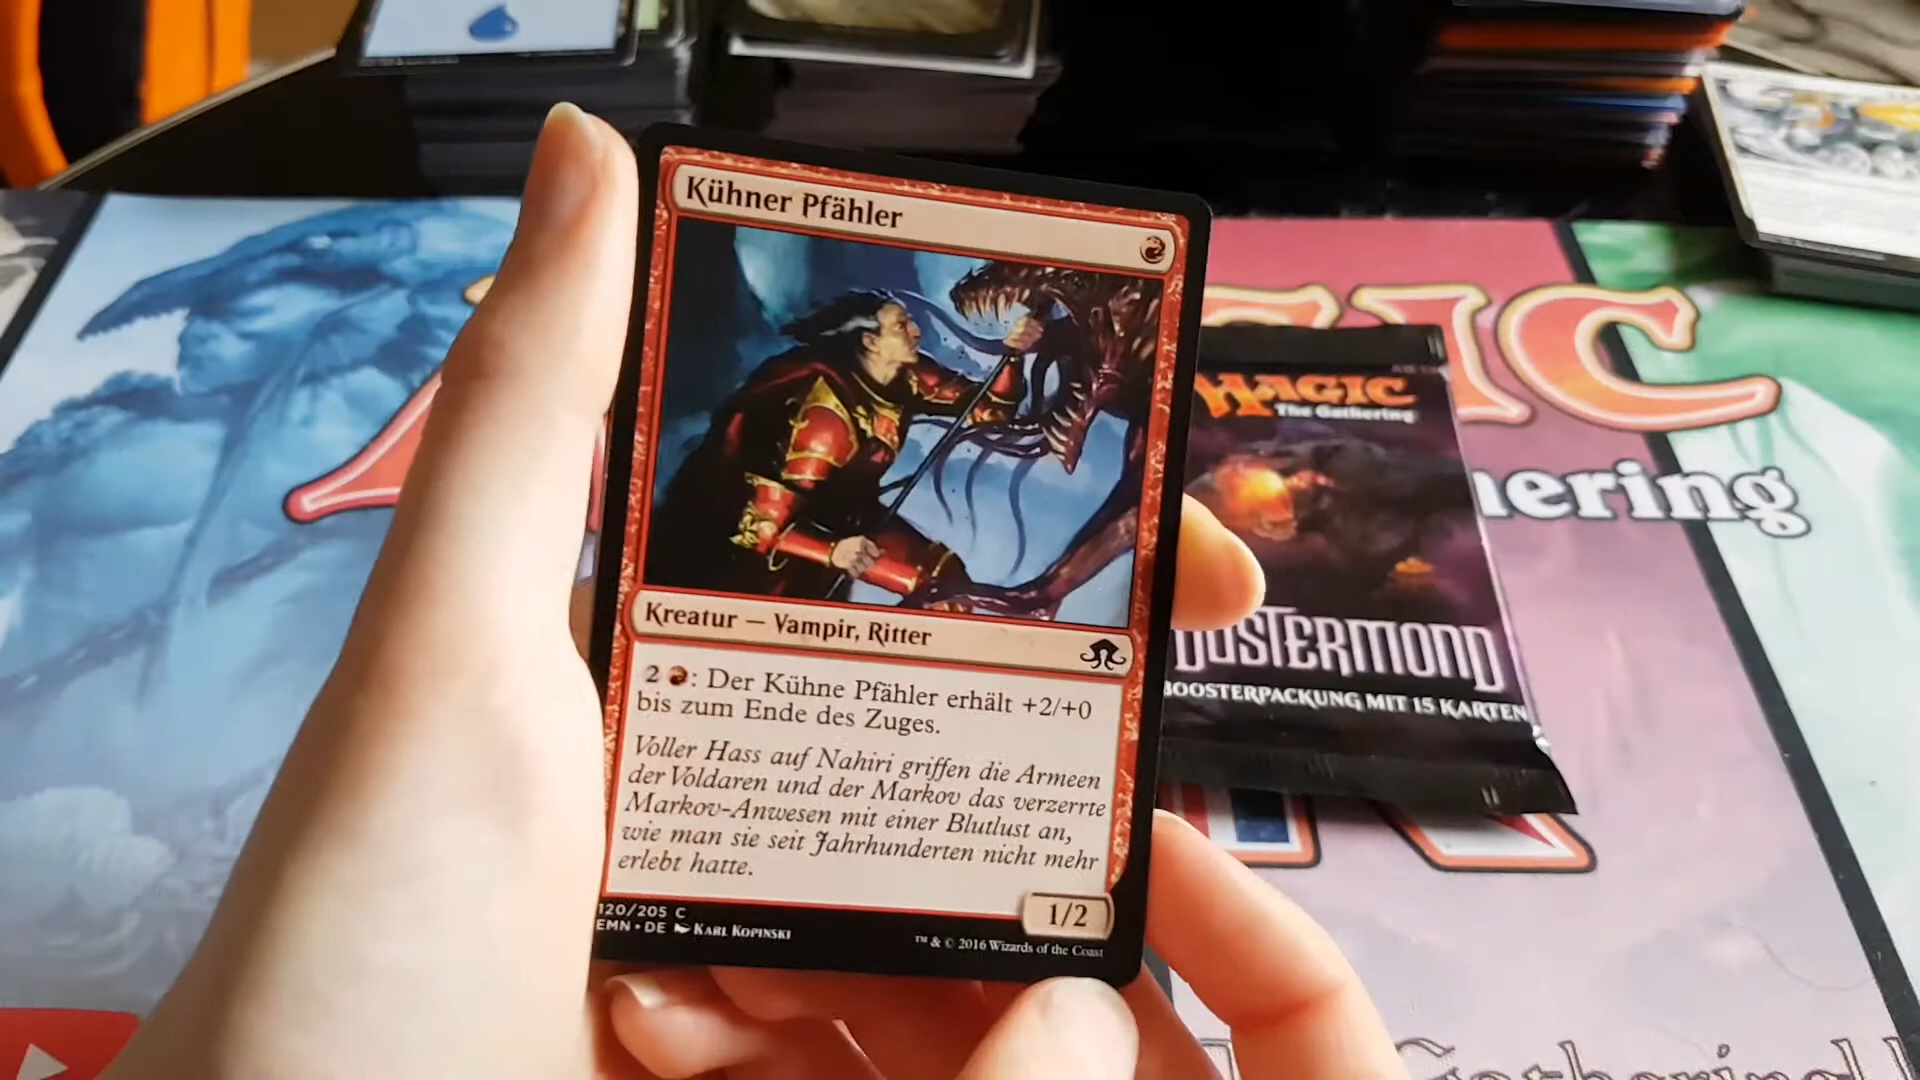 Kühner Pfähler
Kreatur — Vampir, Ritter
2 : Der Kühne Pfähler erhält +2/+0
bis zum Ende des Zuges.
Voller Hass auf Nahiri griffen die Armeen
der Voldaren und der Markov das verzerrte
Markov-Anwesen mit einer Blutlust an,
wie man sie seit Jahrhunderten nicht mehr
erlebt hatte.
1/2
120/205 C
EMN • DE Karl Kopinski
™ & © 2016 Wizards of the Coast
MAGIC
The Gathering
DÜSTERMOND
BOOSTERPACKUNG MIT 15 KARTEN
IC
hering
Gathering